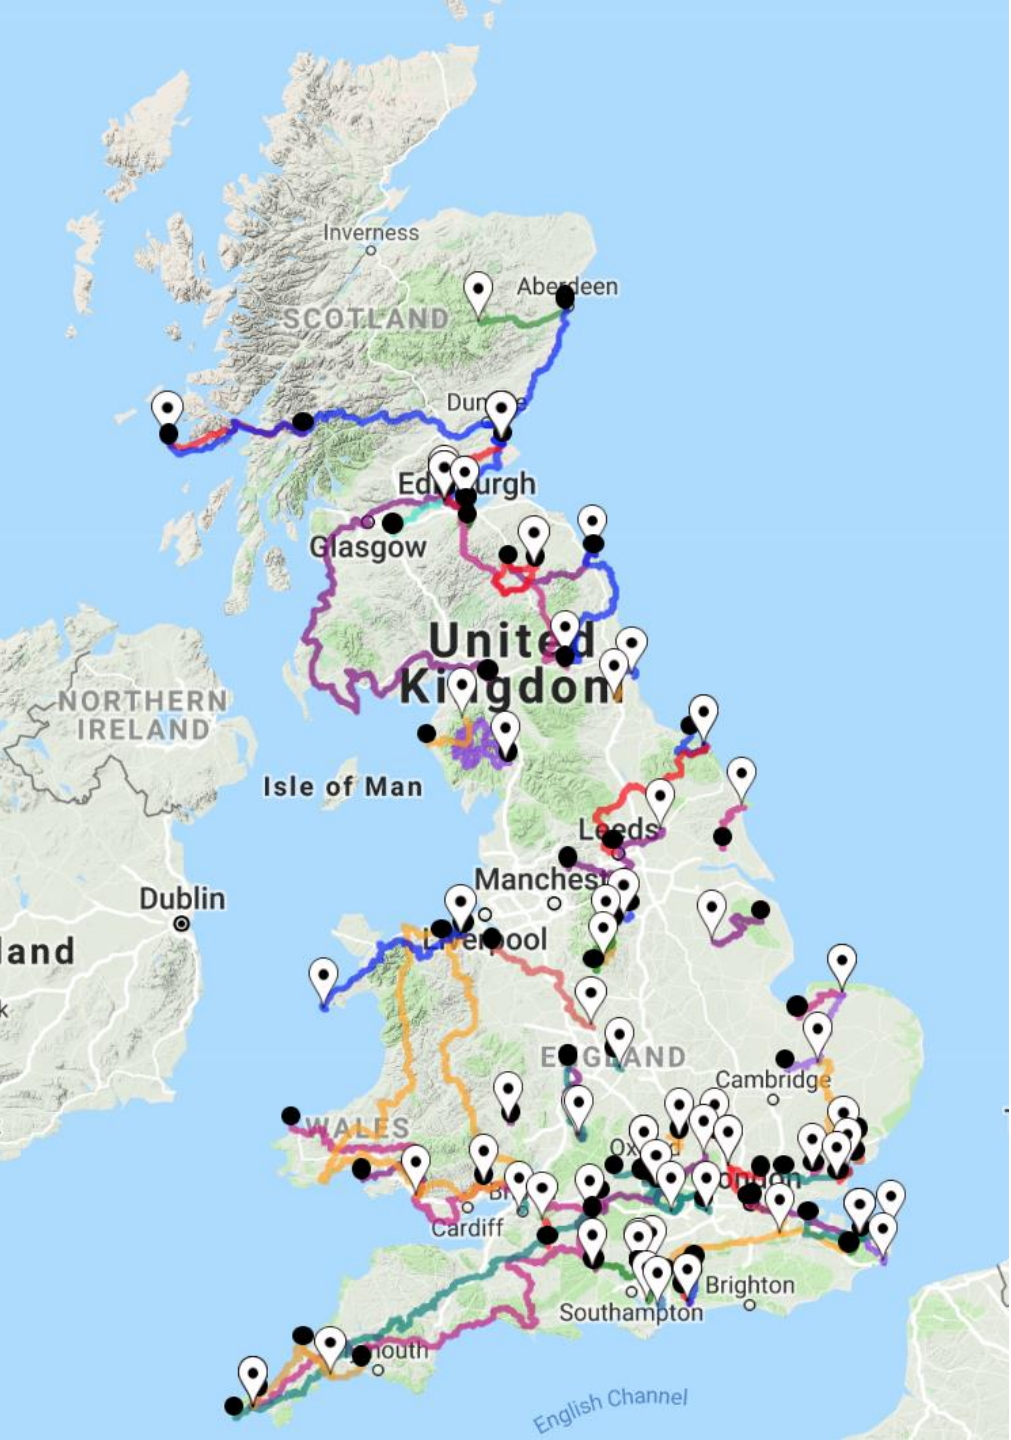 Inverness
Aberdeen
SCOTLAND
Edinburgh
Glasgow
United
Kingdom
NORTHERN
IRELAND
Isle of Man
Leeds
Dublin
Liverpool
land
k
ENGLAND
Cambridge
WALES
Cardiff
Brighton
Southampton
English Channel